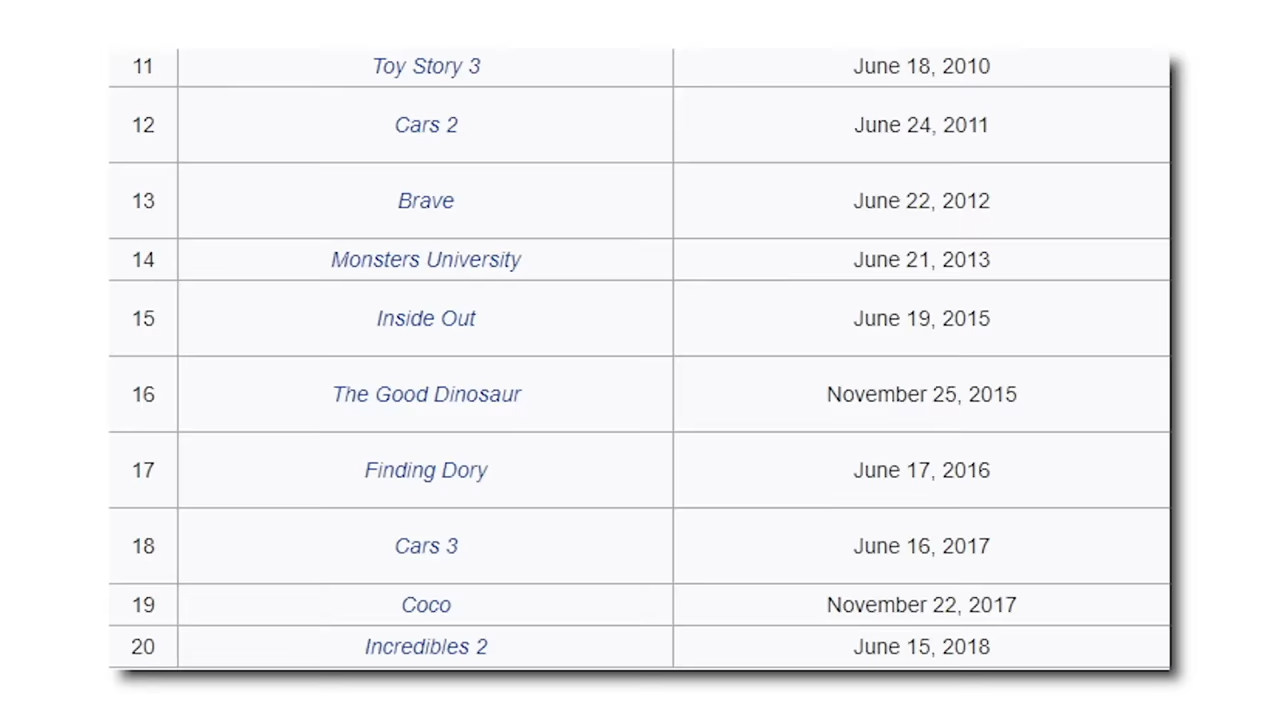 11 Toy Story 3 June 18, 2010
12 Cars 2 June 24, 2011
13 Brave June 22, 2012
14 Monsters University June 21, 2013
15 Inside Out June 19, 2015
16 The Good Dinosaur November 25, 2015
17 Finding Dory June 17, 2016
18 Cars 3 June 16, 2017
19 Coco November 22, 2017
20 Incredibles 2 June 15, 2018